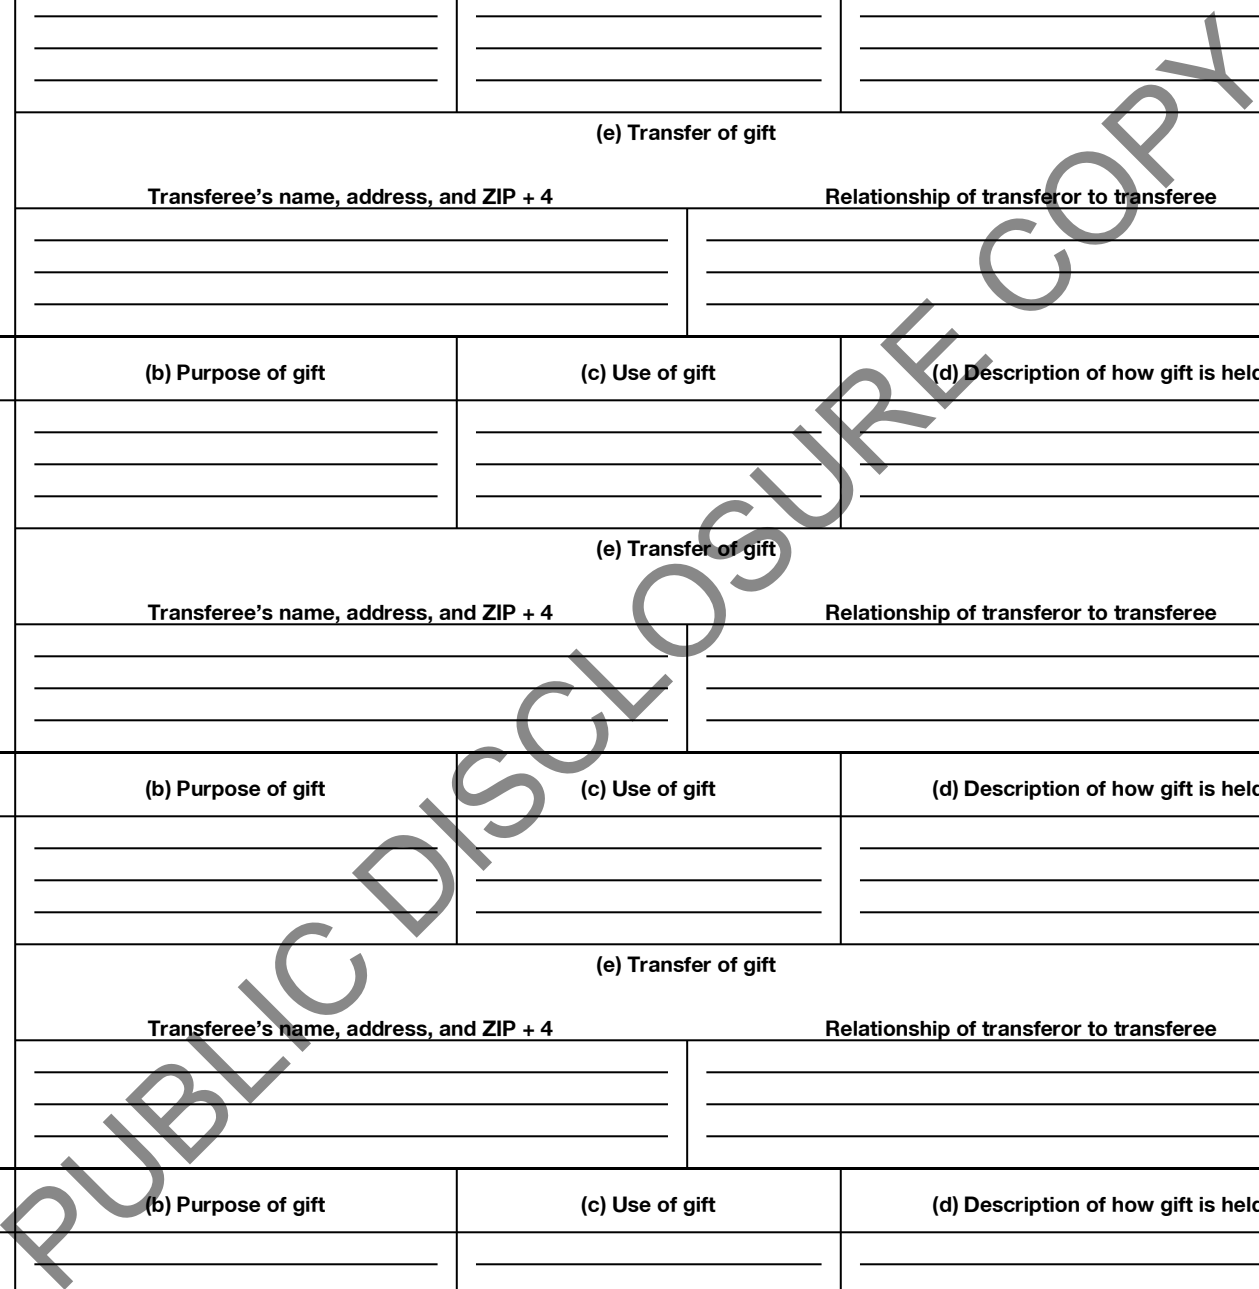 (e) Transfer of gift
Transferee’s name, address, and ZIP + 4 Relationship of transferor to transferee
(b) Purpose of gift (c) Use of gift (d) Description of how gift is held
(e) Transfer of gift
Transferee’s name, address, and ZIP + 4 Relationship of transferor to transferee
(b) Purpose of gift (c) Use of gift (d) Description of how gift is held
(e) Transfer of gift
Transferee’s name, address, and ZIP + 4 Relationship of transferor to transferee
(b) Purpose of gift (c) Use of gift (d) Description of how gift is held
PUBLIC DISCLOSURE COPY